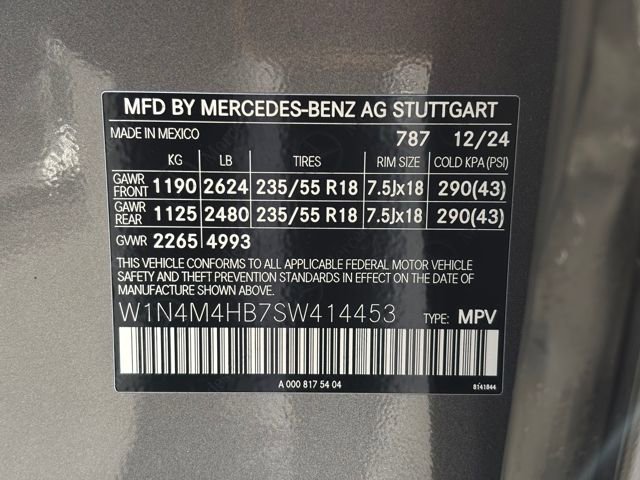 MFD BY MERCEDES-BENZ AG STUTTGART
MADE IN MEXICO 787 12/24
KG LB TIRES RIM SIZE COLD KPA (PSI)
GAWR FRONT 1190 2624 235/55 R18 7.5Jx18 290(43)
GAWR REAR 1125 2480 235/55 R18 7.5Jx18 290(43)
GVWR 2265 4993
THIS VEHICLE CONFORMS TO ALL APPLICABLE FEDERAL MOTOR VEHICLE
SAFETY AND THEFT PREVENTION STANDARDS IN EFFECT ON THE DATE OF
MANUFACTURE SHOWN ABOVE.
W1N4M4HB7SW414453 TYPE: MPV
A 000 817 54 04 8141844